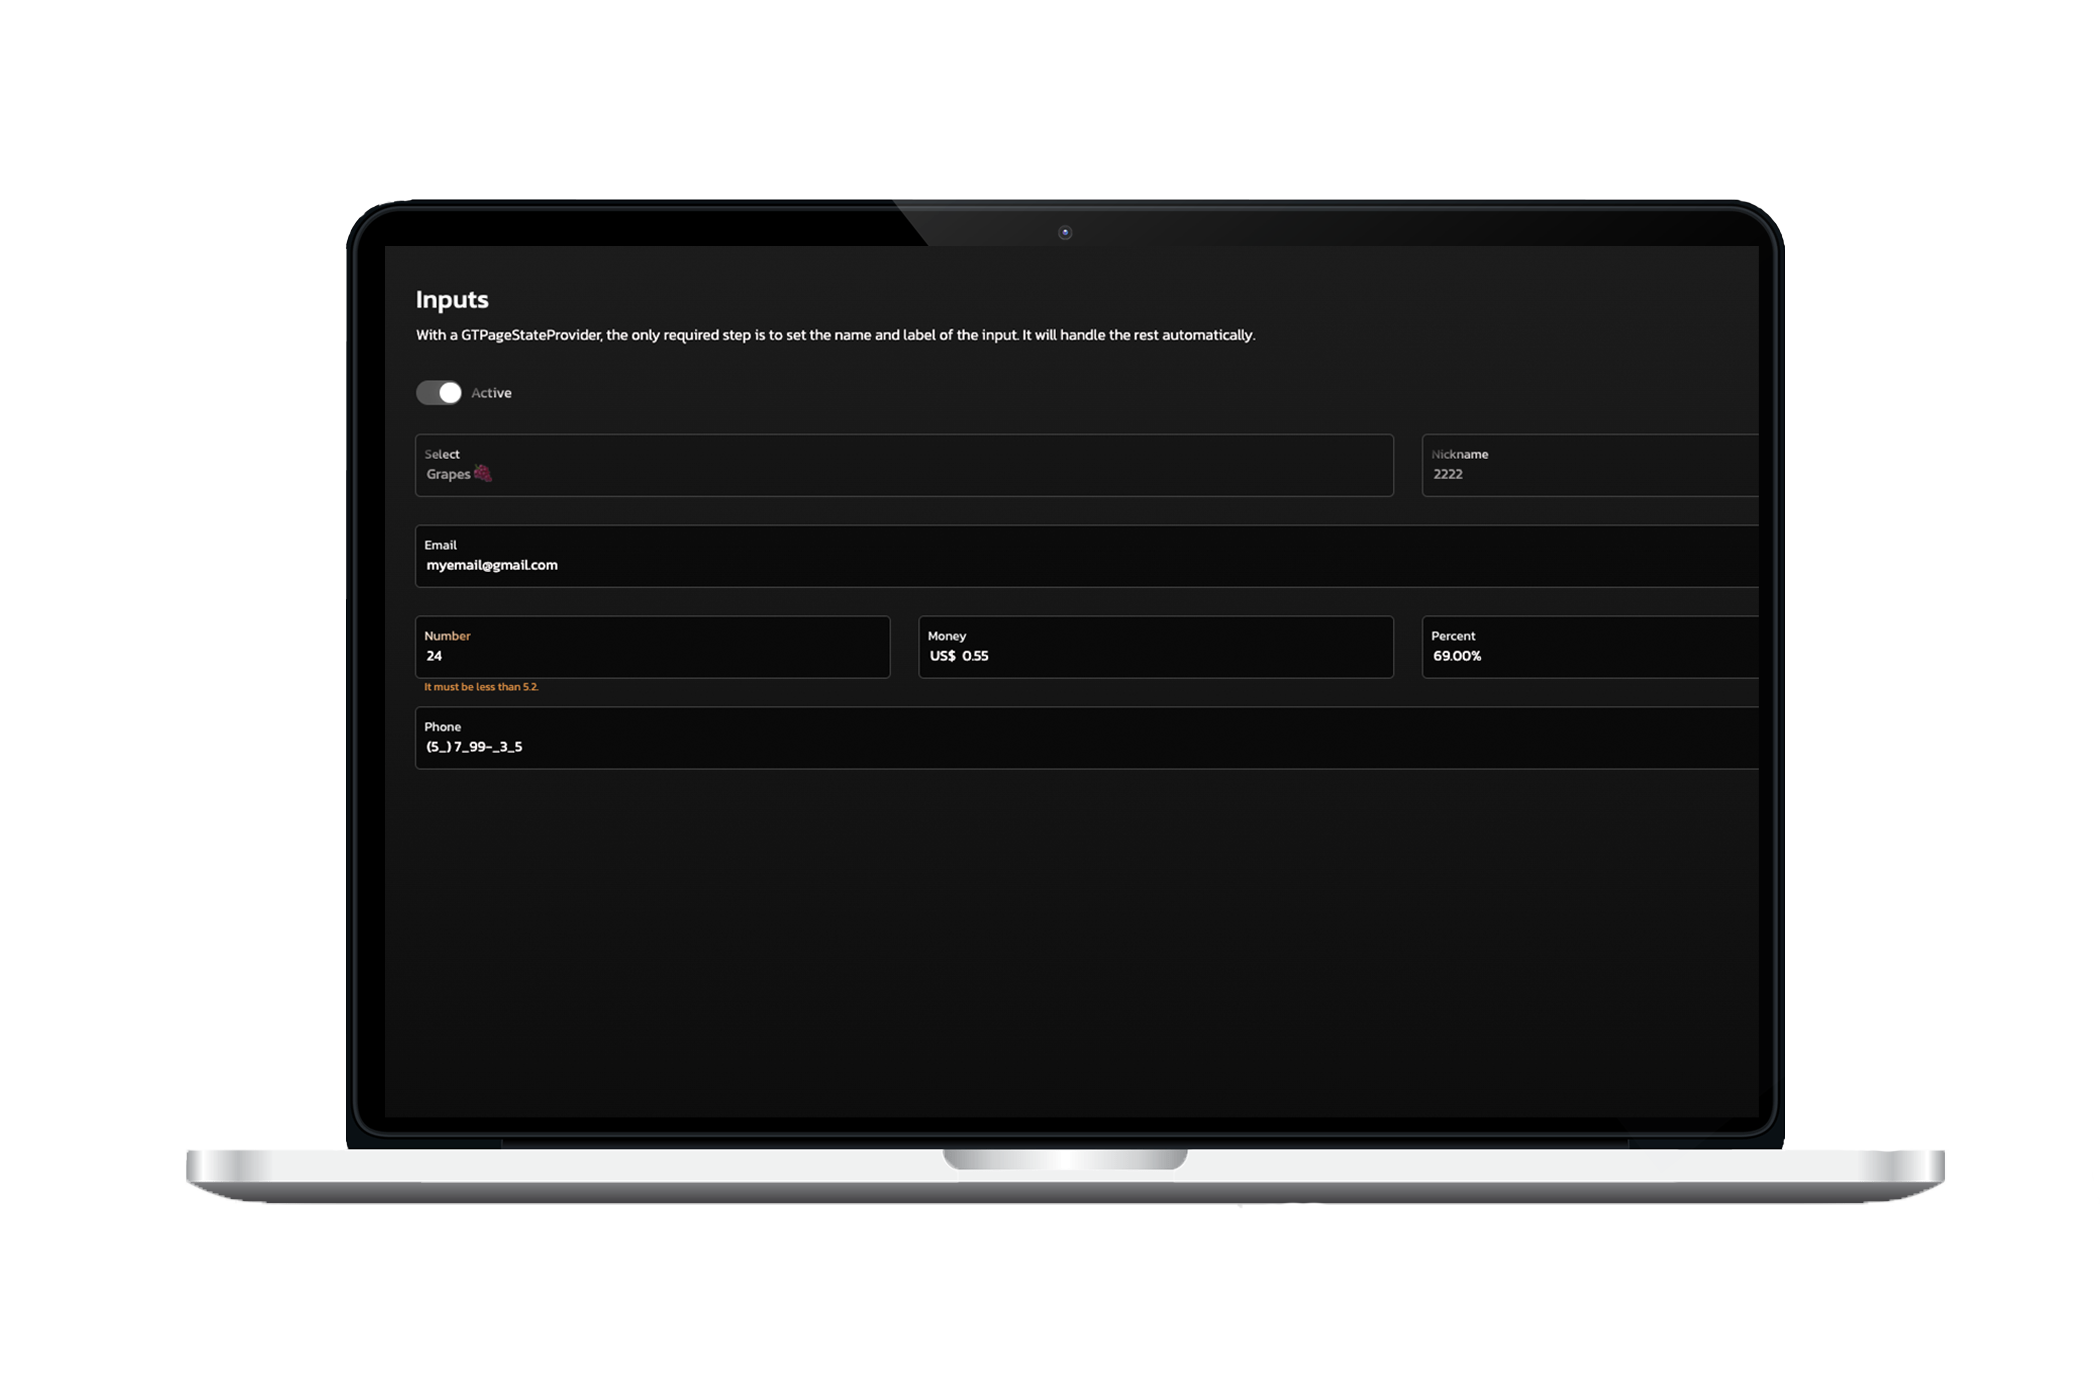 Inputs
With a GTPageStateProvider, the only required step is to set the name and label of the input. It will handle the rest automatically.
Active
Select
Grapes 🍇
Nickname
2222
Email
myemail@gmail.com
Number
24
It must be less than 5.2.
Money
US$ 0.55
Percent
69.00%
Phone
(5_) 7_99-_3_5